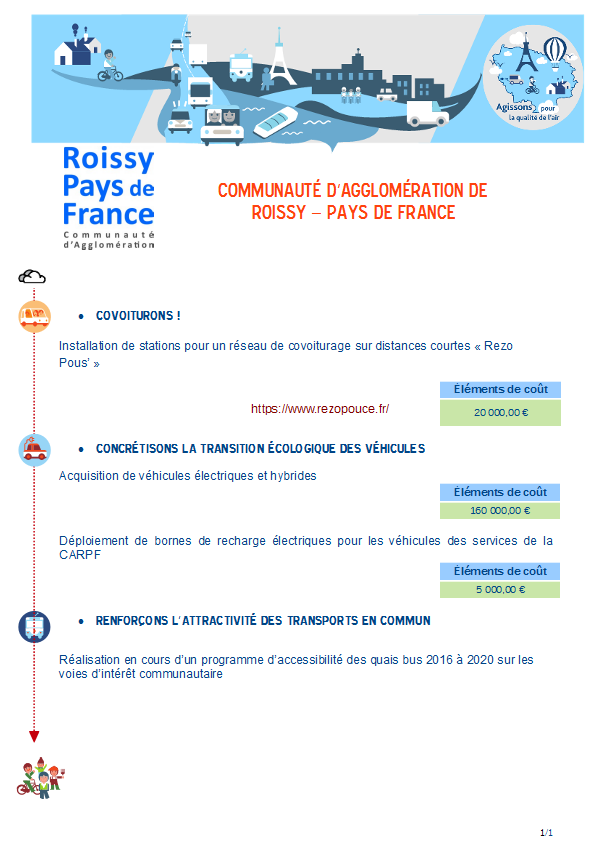 Agissons pour
la qualité de l'air
Roissy
Pays de
France
Communauté
d'Agglomération
COMMUNAUTÉ D'AGGLOMÉRATION DE
ROISSY – PAYS DE FRANCE
• COVOITURONS !
Installation de stations pour un réseau de covoiturage sur distances courtes « Rezo
Pous' »
Éléments de coût
https://www.rezopouce.fr/
20 000,00 €
• CONCRÉTISONS LA TRANSITION ÉCOLOGIQUE DES VÉHICULES
Acquisition de véhicules électriques et hybrides
Éléments de coût
160 000,00 €
Déploiement de bornes de recharge électriques pour les véhicules des services de la
CARPF
Éléments de coût
5 000,00 €
• RENFORÇONS L'ATTRACTIVITÉ DES TRANSPORTS EN COMMUN
Réalisation en cours d'un programme d'accessibilité des quais bus 2016 à 2020 sur les
voies d'intérêt communautaire
1/1